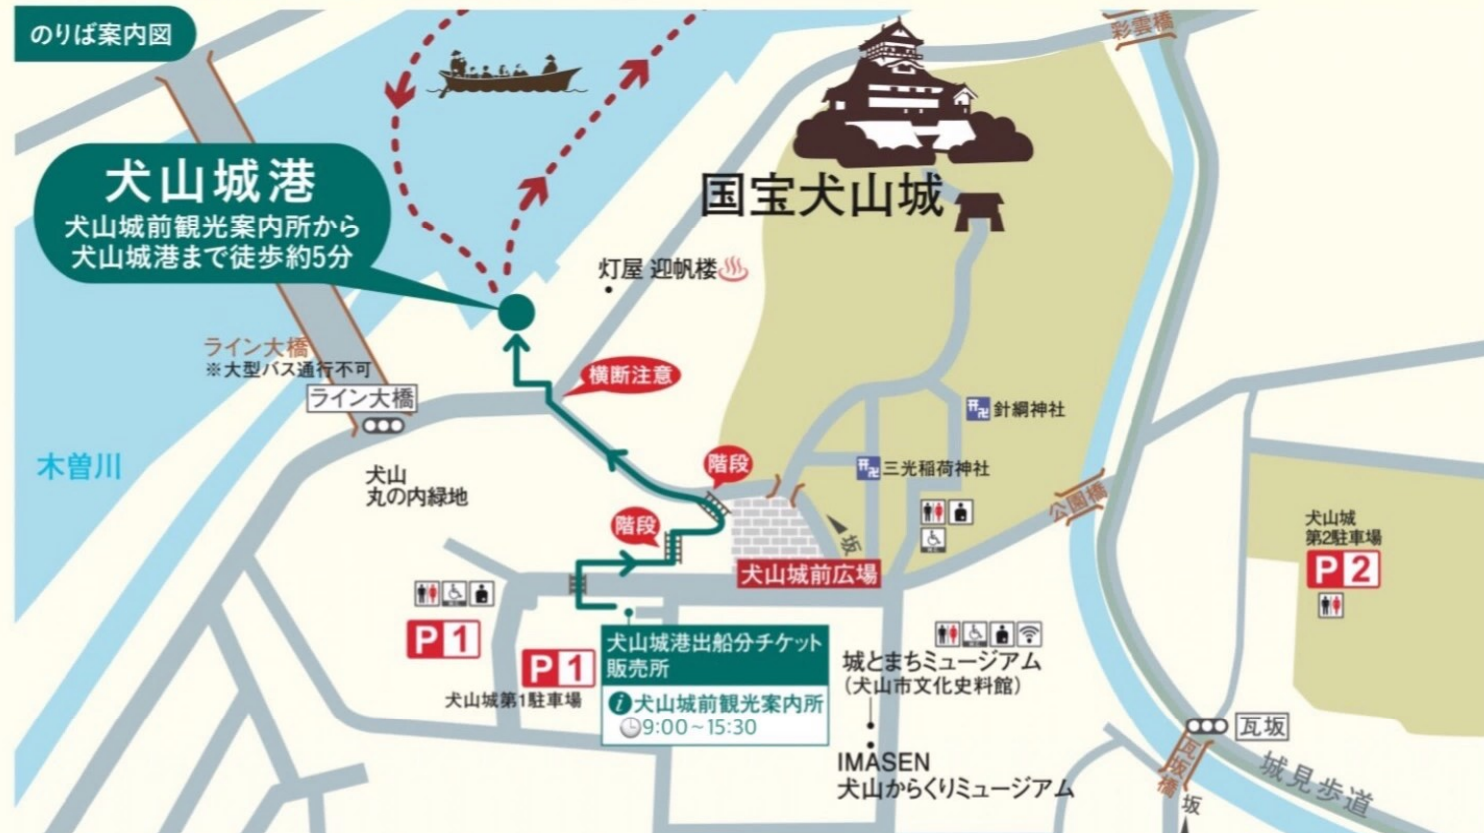 のりば案内図
彩雲橋
犬山城港
犬山城前観光案内所から
犬山城港まで徒歩約5分
国宝犬山城
灯屋 迎帆楼
ライン大橋
※大型バス通行不可
ライン大橋
横断注意
木曽川
犬山
丸の内緑地
階段
階段
針綱神社
三光稲荷神社
公園橋
坂
犬山城前広場
犬山城
第2駐車場
P2
P1
P1
犬山城第1駐車場
犬山城港出船分チケット
販売所
犬山城前観光案内所
9:00~15:30
城とまちミュージアム
(犬山市文化史料館)
IMASEN
犬山からくりミュージアム
瓦坂
瓦坂橋
坂
城見歩道